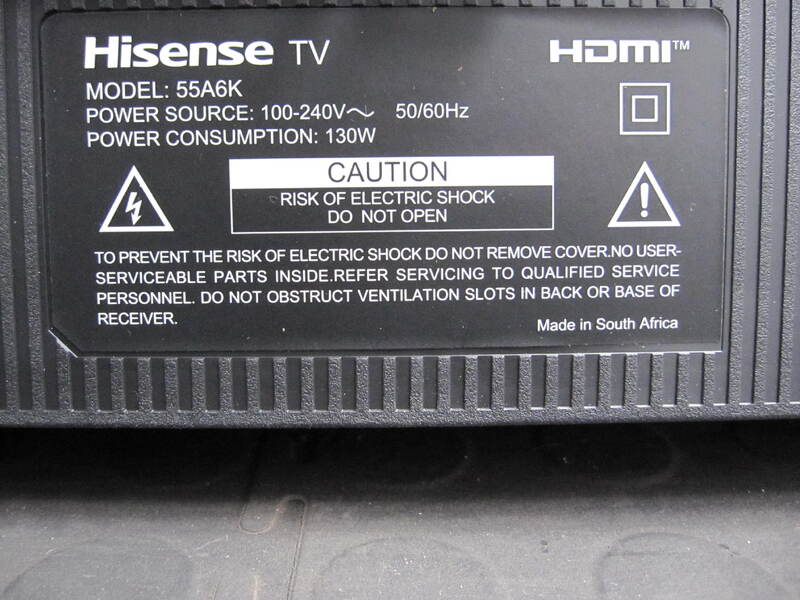 Hisense TV
HDMI™
MODEL: 55A6K
POWER SOURCE: 100-240V～ 50/60Hz
POWER CONSUMPTION: 130W
CAUTION
RISK OF ELECTRIC SHOCK
DO NOT OPEN
TO PREVENT THE RISK OF ELECTRIC SHOCK DO NOT REMOVE COVER.NO USER-
SERVICEABLE PARTS INSIDE.REFER SERVICING TO QUALIFIED SERVICE
PERSONNEL. DO NOT OBSTRUCT VENTILATION SLOTS IN BACK OR BASE OF
RECEIVER.
Made in South Africa